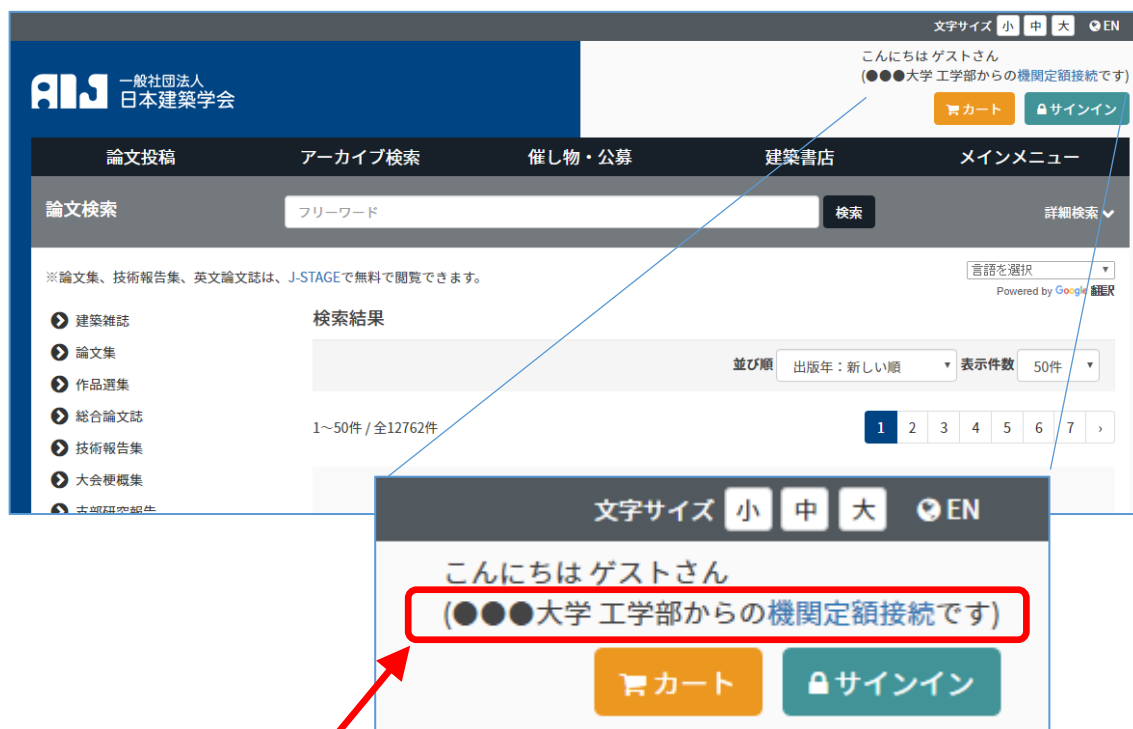 文字サイズ 小 中 大 EN
こんにちは ゲストさん
(●●●大学 工学部からの機関定額接続です)
カート サインイン
AIJ 一般社団法人
日本建築学会
論文投稿 アーカイブ検索 催し物・公募 建築書店 メインメニュー
論文検索 フリーワード 検索 詳細検索
※論文集、技術報告集、英文論文誌は、J-STAGEで無料で閲覧できます。
言語を選択
Powered by Google 翻訳
建築雑誌
論文集
作品選集
総合論文誌
技術報告集
大会梗概集
支部研究報告
検索結果
並び順 出版年：新しい順 表示件数 50件
1～50件 / 全12762件
1 2 3 4 5 6 7 ›
文字サイズ 小 中 大 EN
こんにちは ゲストさん
(●●●大学 工学部からの機関定額接続です)
カート サインイン